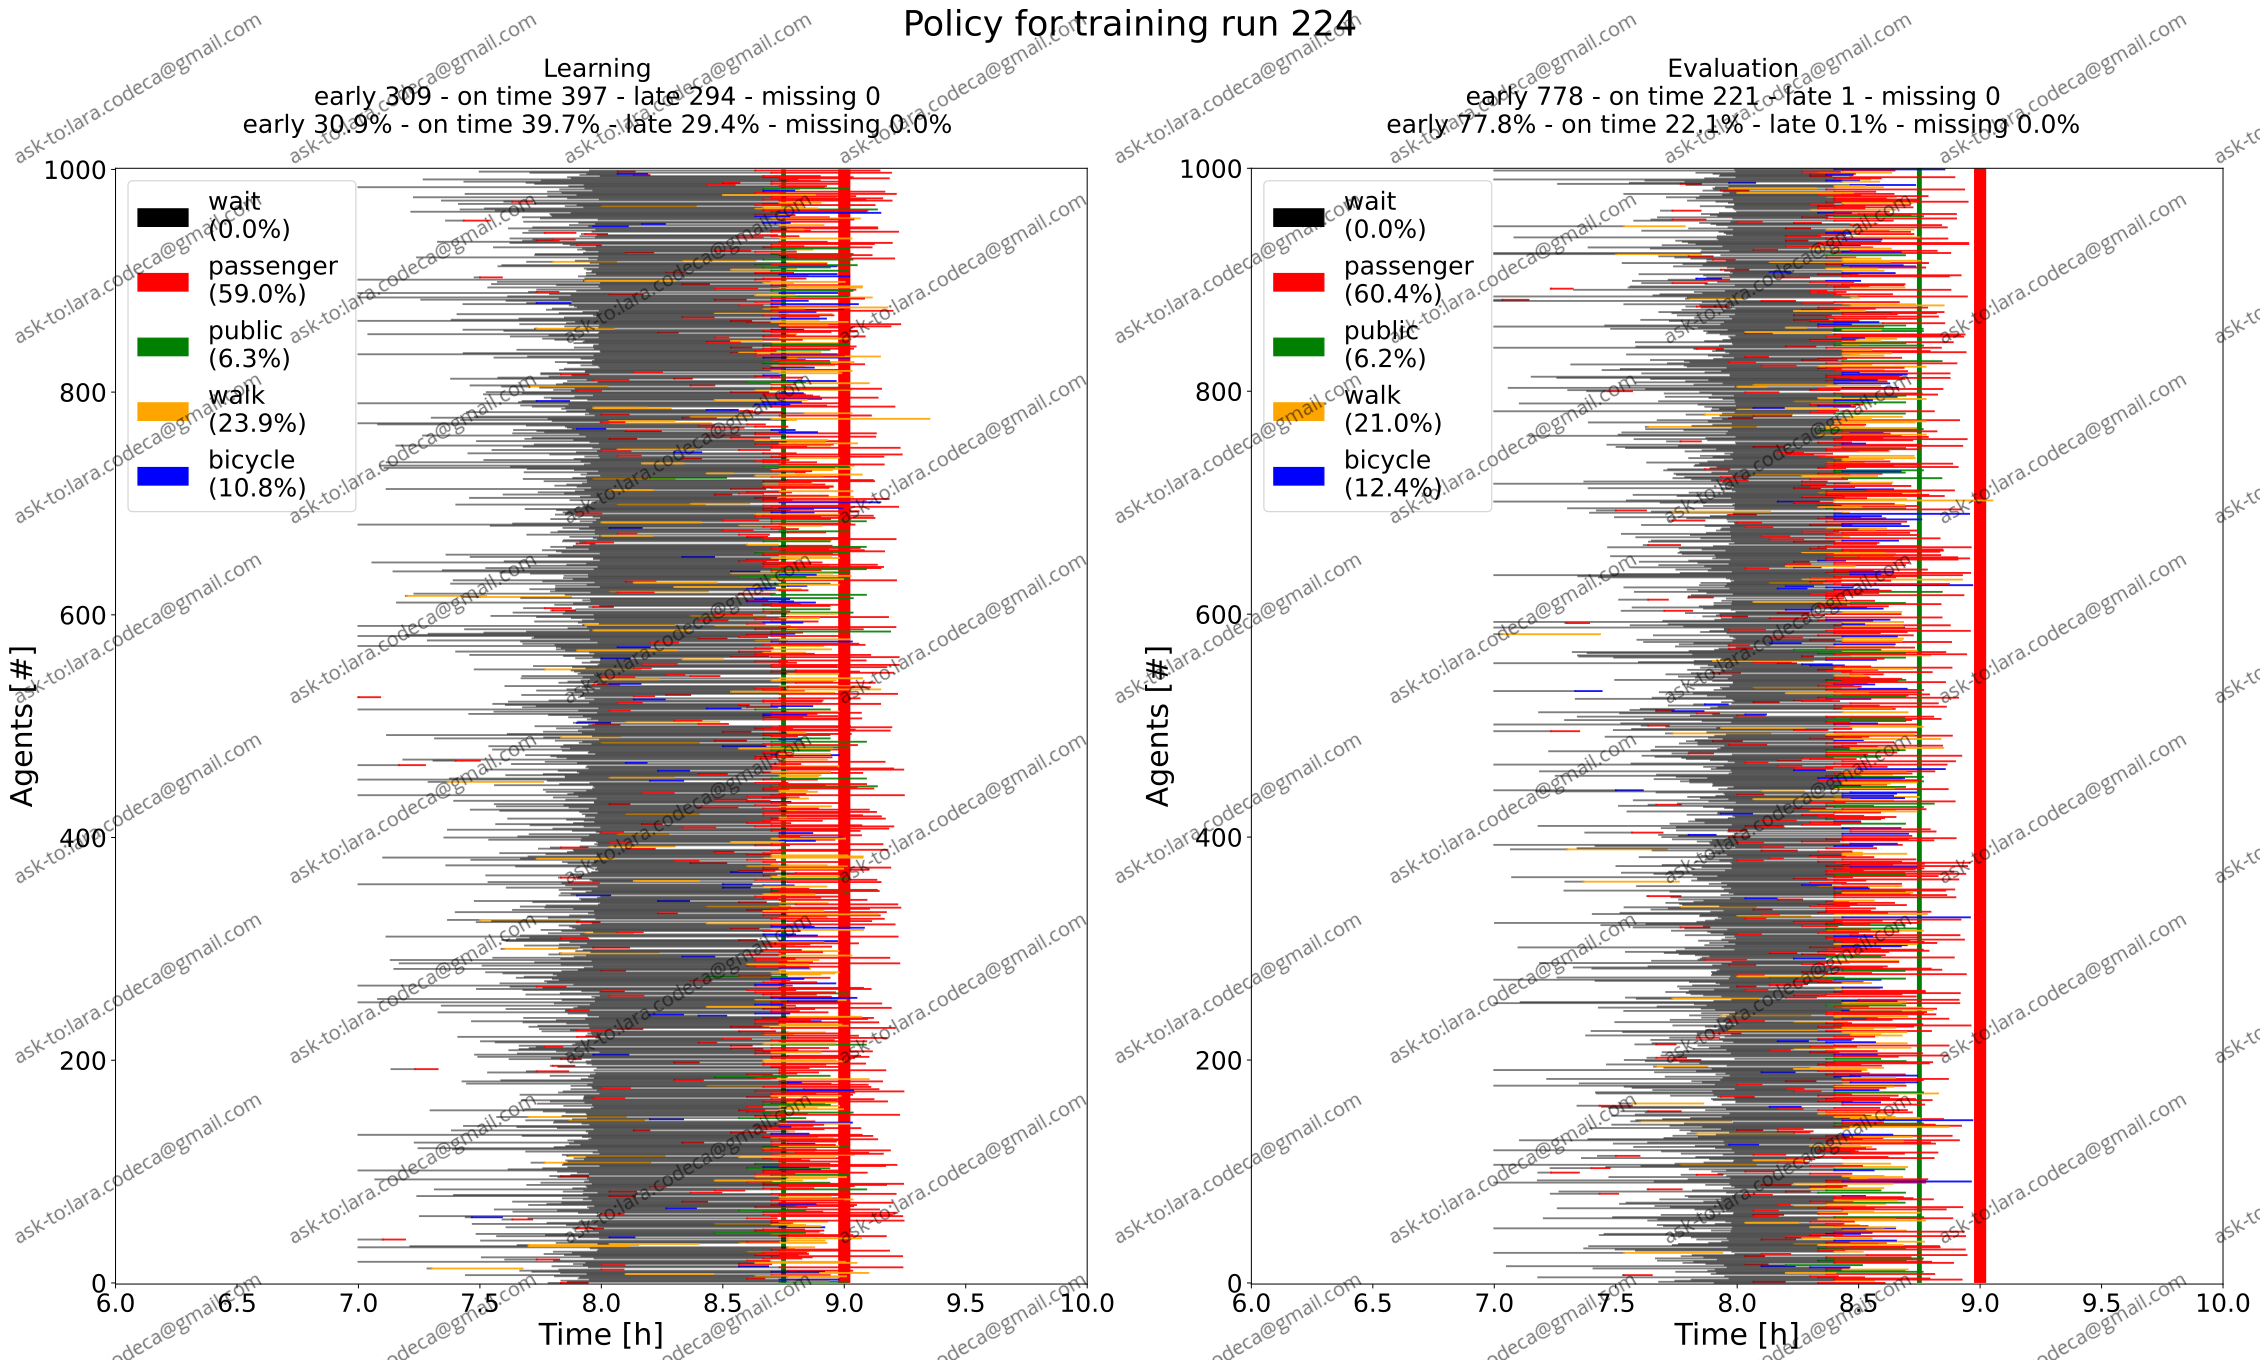 Policy for training run 224
Learning
early 309 - on time 397 - late 294 - missing 0
early 30.9% - on time 39.7% - late 29.4% - missing 0.0%
1000
800
600
400
200
0
Agents[#]
wait
(0.0%)
passenger
(59.0%)
public
(6.3%)
walk
(23.9%)
bicycle
(10.8%)
6.0 6.5 7.0 7.5 8.0 8.5 9.0 9.5 10.0
Time [h]
Evaluation
early 778 - on time 221 - late 1 - missing 0
early 77.8% - on time 22.1% - late 0.1% - missing 0.0%
1000
800
600
400
200
0
Agents [#]
wait
(0.0%)
passenger
(60.4%)
public
(6.2%)
walk
(21.0%)
bicycle
(12.4%)
6.0 6.5 7.0 7.5 8.0 8.5 9.0 9.5 10.0
Time [h]
ask-to:lara.codeca@gmail.com